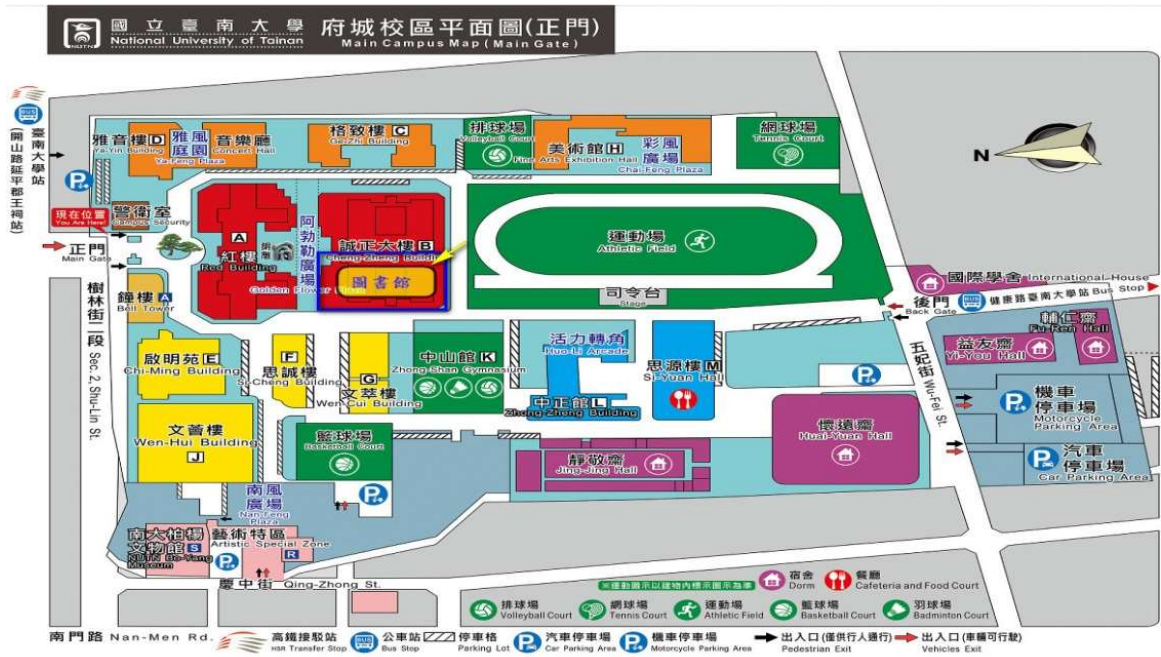 國立臺南大學
National University of Tainan
NUTN
府城校區平面圖(正門)
Main Campus Map (Main Gate)
BUS
臺南大學站
(開山路延平郡王祠站)
雅音樓 D
Ya-Yin Building
雅風
庭園
Ya-Feng Plaza
音樂廳
Concert Hall
格致樓 C
Ge-Zhi Building
排球場
Volleyball Court
美術館 H
Fine Arts Exhibition Hall
彩風
廣場
Chai-Feng Plaza
網球場
Tennis Court
N
現在位置
You Are Here!
警衛室
Campus Security
正門
Main Gate
A
紅樓
Red Building
阿勃勒廣場
Golden Flower
誠正大樓 B
Cheng-Zheng Building
圖書館
運動場
Athletic Field
司令台
Stage
國際學舍 International House
後門
Back Gate
BUS
健康路臺南大學站 Bus Stop
鐘樓 A
Bell Tower
樹林街二段 Sec. 2, Shu-Lin St.
啟明苑 E
Chi-Ming Building
F
思誠樓
Si-Cheng Building
G
文萃樓
Wen-Cui Building
中山館 K
Zhong-Shan Gymnasium
活力轉角
Huo-Li Arcade
中正館 L
Zhong-Zheng Building
思源樓 M
Si-Yuan Hall
五妃街 Wu-Fei St.
輔仁齋
Fu-Ren Hall
益友齋
Yi-You Hall
機車
停車場
Motorcycle
Parking Area
汽車
停車場
Car Parking Area
文薈樓
Wen-Hui Building
J
籃球場
Basketball Court
靜敬齋
Jing-Jing Hall
懷遠齋
Huai-Yuan Hall
南風
廣場
Nan-Feng
Plaza
南大柏楊
文物館 S
NUTN Bo-Yang
Museum
藝術特區
Artistic Special Zone
R
慶中街 Qing-Zhong St.
※運動圖示以建物內標示圖示為準
宿舍
Dorm
餐廳
Cafeteria and Food Court
排球場
Volleyball Court
網球場
Tennis Court
運動場
Athletic Field
籃球場
Basketball Court
羽球場
Badminton Court
南門路 Nan-Men Rd.
高鐵接駁站
HSR Transfer Stop
BUS
公車站
Bus Stop
停車格
Parking Lot
汽車停車場
Car Parking Area
機車停車場
Motorcycle Parking Area
出入口(僅供行人通行)
Pedestrian Exit
出入口(車輛可行駛)
Vehicles Exit